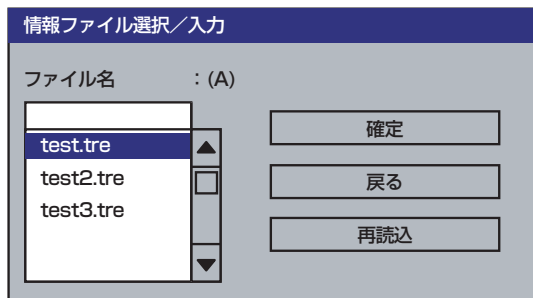 情報ファイル選択／入力
ファイル名 : (A)
test.tre
test2.tre
test3.tre
確定
戻る
再読込